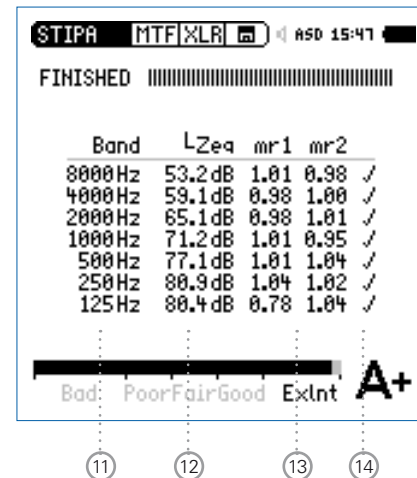 STIPA MTF XLR ASD 15:47
FINISHED
Band LZeq mr1 mr2
8000Hz 53.2dB 1.01 0.98 ✓
4000Hz 59.1dB 0.98 1.00 ✓
2000Hz 65.1dB 0.98 1.01 ✓
1000Hz 71.2dB 1.01 0.95 ✓
500Hz 77.1dB 1.01 1.04 ✓
250Hz 80.9dB 1.04 1.02 ✓
125Hz 80.4dB 0.78 1.04 ✓
Bad Poor Fair Good Exlnt A+
11 12 13 14